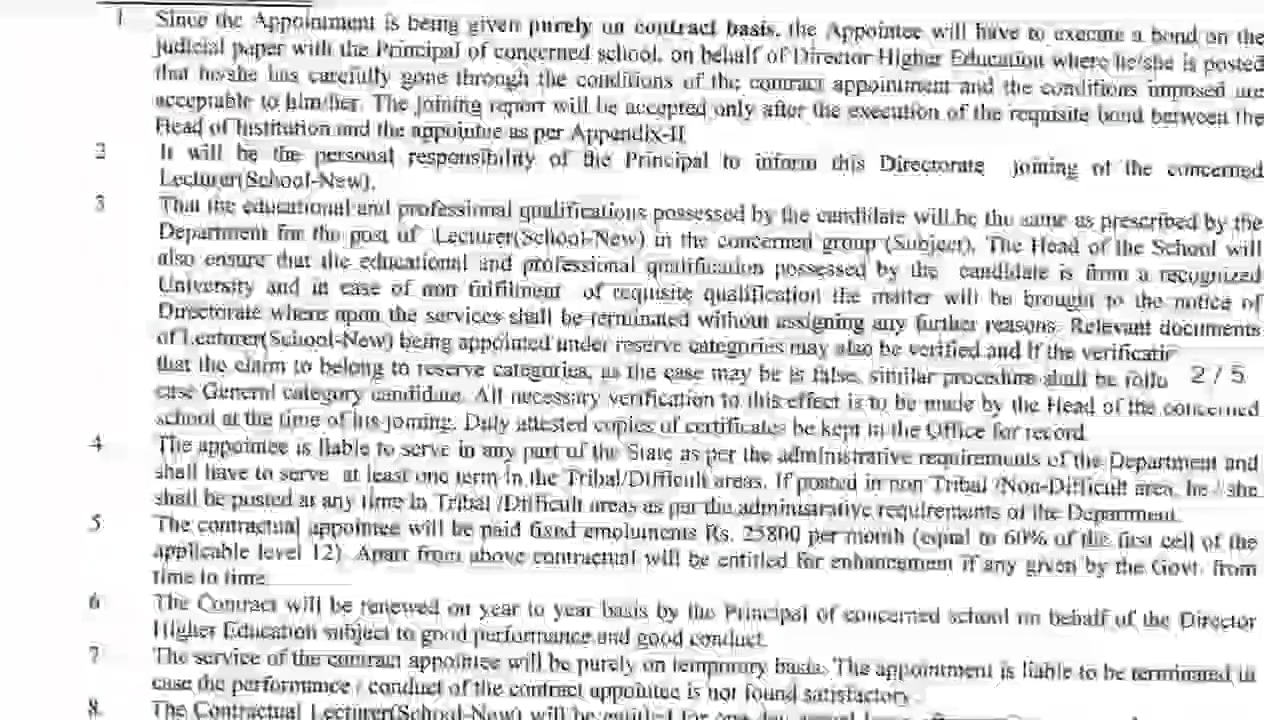 1 Since the Appointment is being given purely on contract basis, the Appointee will have to execute a bond on the
judicial paper with the Principal of concerned school, on behalf of Director Higher Education where he/she is posted
that he/she has carefully gone through the conditions of the contract appointment and the conditions imposed are
acceptable to him/her. The joining report will be accepted only after the execution of the requisite bond between the
Head of Institution and the appointee as per Appendix-II
2 It will be the personal responsibility of the Principal to inform this Directorate joining of the concerned
Lecturer(School-New).
3 That the educational and professional qualifications possessed by the candidate will be the same as prescribed by the
Department for the post of Lecturer(School-New) in the concerned group (Subject). The Head of the School will
also ensure that the educational and professional qualification possessed by the candidate is from a recognized
University and in case of non fulfilment of requisite qualification the matter will be brought to the notice of
Directorate where upon the services shall be terminated without assigning any further reasons. Relevant documents
of Lecturer(School-New) being appointed under reserve categories may also be verified and if the verificatio
that the claim to belong to reserve categories, as the case may be is false, similar procedure shall be follo 2 / 5
case General category candidate. All necessary verification to this effect is to be made by the Head of the concerned
school at the time of his joining. Duly attested copies of certificates be kept in the Office for record.
4 The appointee is liable to serve in any part of the State as per the administrative requirements of the Department and
shall have to serve at least one term in the Tribal/Difficult areas. If posted in non Tribal /Non-Difficult area, he / she
shall be posted at any time in Tribal /Difficult areas as per the administrative requirements of the Department.
5 The contractual appointee will be paid fixed emoluments Rs. 25800 per month (equal to 60% of the first cell of the
applicable level 12). Apart from above contractual will be entitled for enhancement if any given by the Govt. from
time to time.
6 The Contract will be renewed on year to year basis by the Principal of concerned school on behalf of the Director
Higher Education subject to good performance and good conduct.
7 The service of the contract appointee will be purely on temporary basis. The appointment is liable to be terminated in
case the performance / conduct of the contract appointee is not found satisfactory.
8. The Contractual Lecturer(School-New) will be entitled for one day